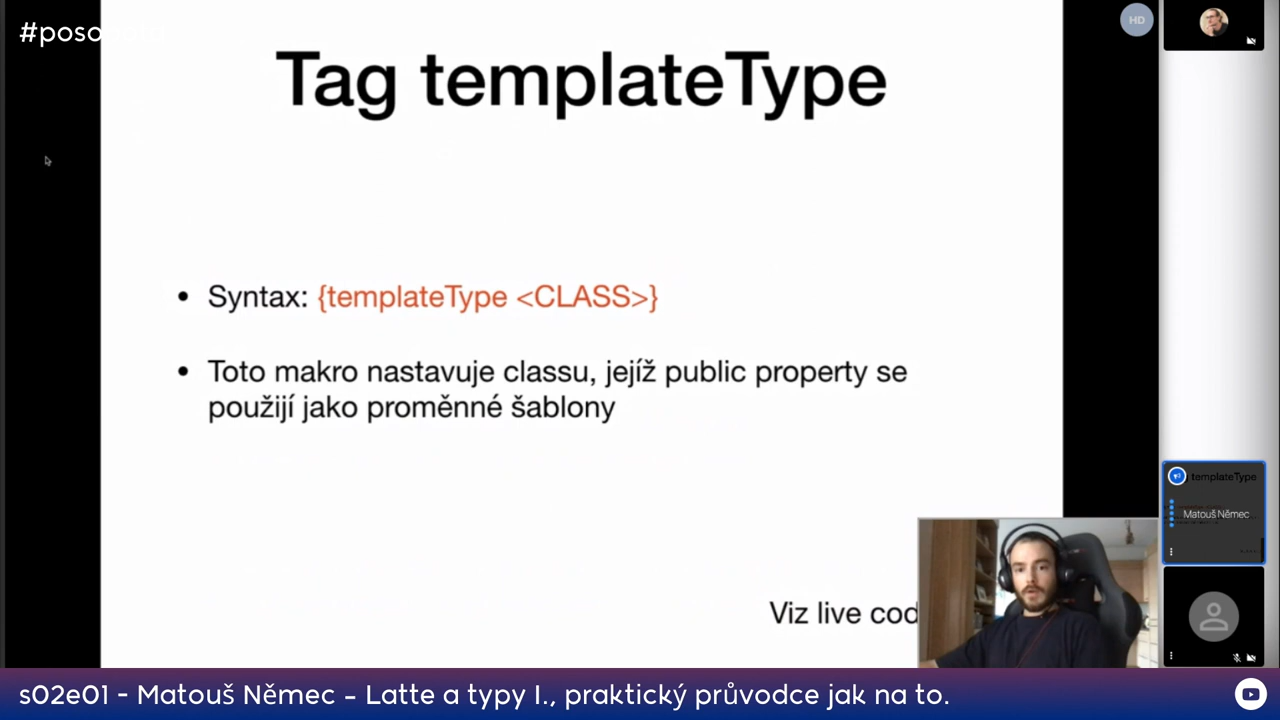 HD
Tag templateType
• Syntax: {templateType <CLASS>}
• Toto makro nastavuje classu, jejíž public property se
použijí jako proměnné šablony
templateType
Matouš Němec
Viz live cod
s02e01 - Matouš Němec – Latte a typy I., praktický průvodce jak na to.